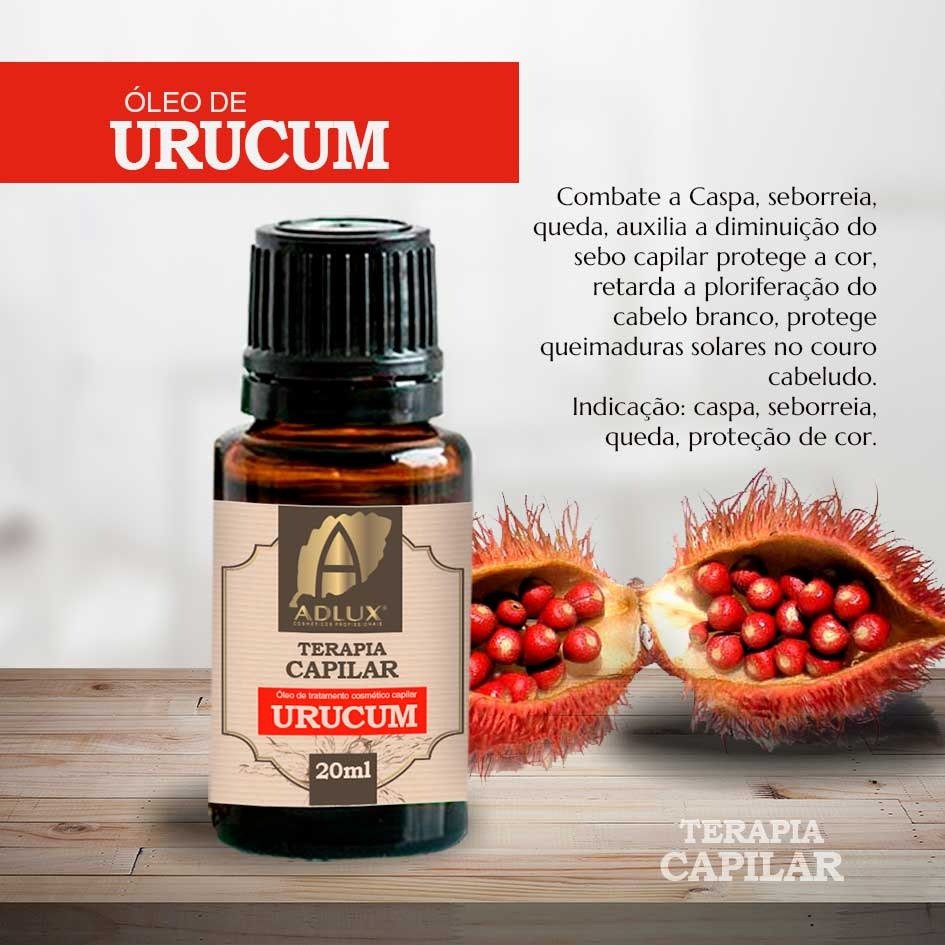 ÓLEO DE
URUCUM
Combate a Caspa, seborreia,
queda, auxilia a diminuição do
sebo capilar protege a cor,
retarda a ploriferação do
cabelo branco, protege
queimaduras solares no couro
cabeludo.
Indicação: caspa, seborreia,
queda, proteção de cor.
A
ADLUX®
COSMÉTICOS PROFISSIONAIS
TERAPIA
CAPILAR
Óleo de tratamento cosmético capilar
URUCUM
20ml
TERAPIA
CAPILAR